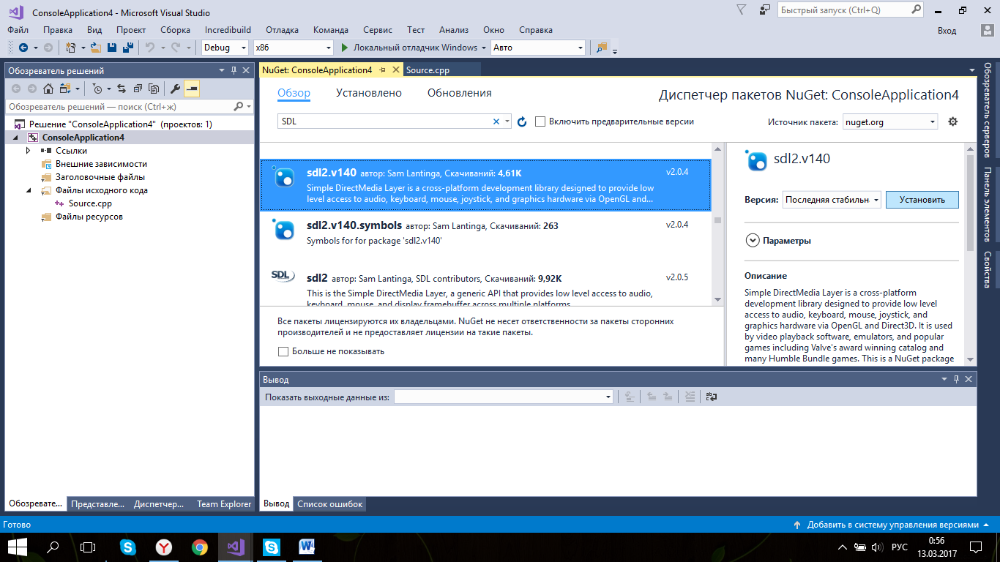 ConsoleApplication4 - Microsoft Visual Studio
Быстрый запуск (Ctrl+Q)
Файл Правка Вид Проект Сборка Incredibuild Отладка Команда Сервис Тест Анализ Окно Справка Вход
Debug x86 Локальный отладчик Windows Авто
Обозреватель решений
Обозреватель решений — поиск (Ctrl+ж)
Решение "ConsoleApplication4" (проектов: 1)
ConsoleApplication4
Ссылки
Внешние зависимости
Заголовочные файлы
Файлы исходного кода
Source.cpp
Файлы ресурсов
Обозревате... Представле... Диспетчер... Team Explorer
NuGet: ConsoleApplication4 Source.cpp
Обзор Установлено Обновления
Диспетчер пакетов NuGet: ConsoleApplication4
SDL
Включить предварительные версии
Источник пакета: nuget.org
sdl2.v140 автор: Sam Lantinga, Скачиваний: 4,61K v2.0.4
Simple DirectMedia Layer is a cross-platform development library designed to provide low
level access to audio, keyboard, mouse, joystick, and graphics hardware via OpenGL and...
sdl2.v140.symbols автор: Sam Lantinga, Скачиваний: 263 v2.0.4
Symbols for for package 'sdl2.v140'
SDL
sdl2 автор: Sam Lantinga, SDL contributors, Скачиваний: 9,92K v2.0.5
This is the Simple DirectMedia Layer, a generic API that provides low level access to audio,
keyboard, mouse, and display framebuffer across multiple platforms.
Все пакеты лицензируются их владельцами. NuGet не несет ответственности за пакеты сторонних
производителей и не предоставляет лицензии на такие пакеты.
Больше не показывать
sdl2.v140
Версия: Последняя стабильн Установить
Параметры
Описание
Simple DirectMedia Layer is a cross-platform
development library designed to provide low level
access to audio, keyboard, mouse, joystick, and
graphics hardware via OpenGL and Direct3D. It is used
by video playback software, emulators, and popular
games including Valve's award winning catalog and
many Humble Bundle games. This is a NuGet package
Обозреватель серверов
Панель элементов
Свойства
Вывод
Показать выходные данные из:
Вывод Список ошибок
Готово
Добавить в систему управления версиями
РУС
0:56
13.03.2017